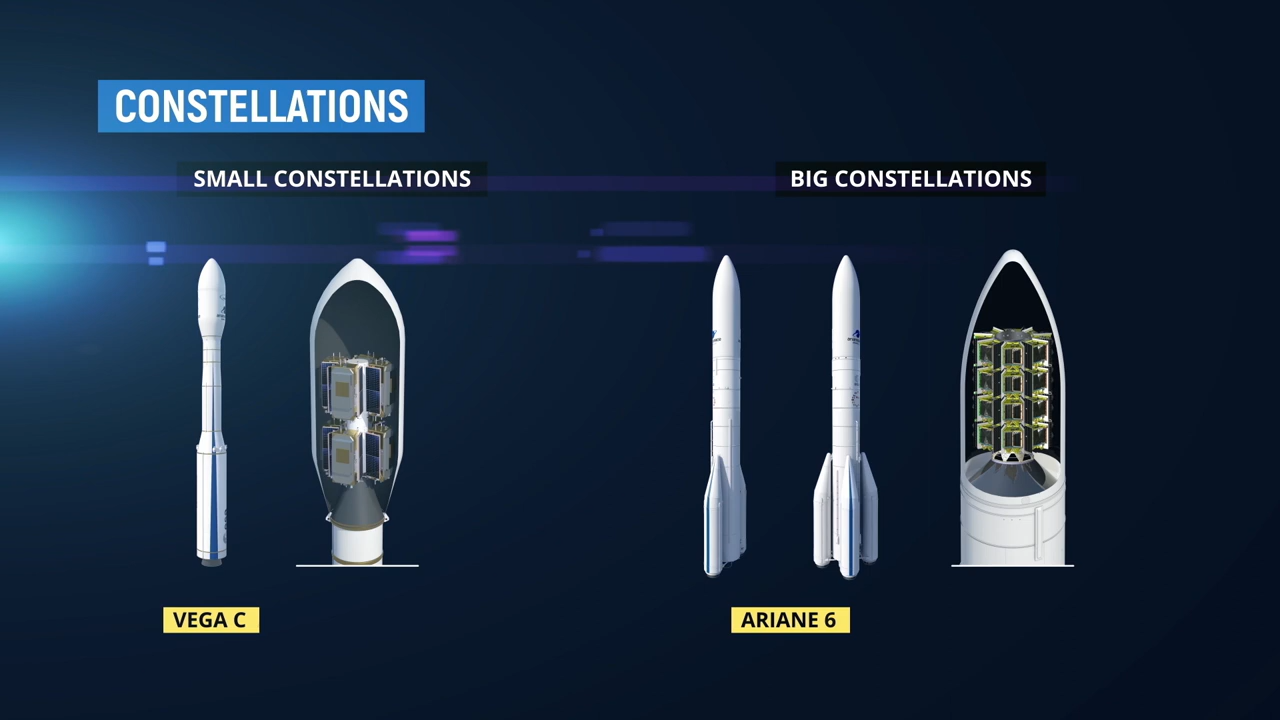 CONSTELLATIONS
SMALL CONSTELLATIONS
BIG CONSTELLATIONS
VEGA C
ARIANE 6